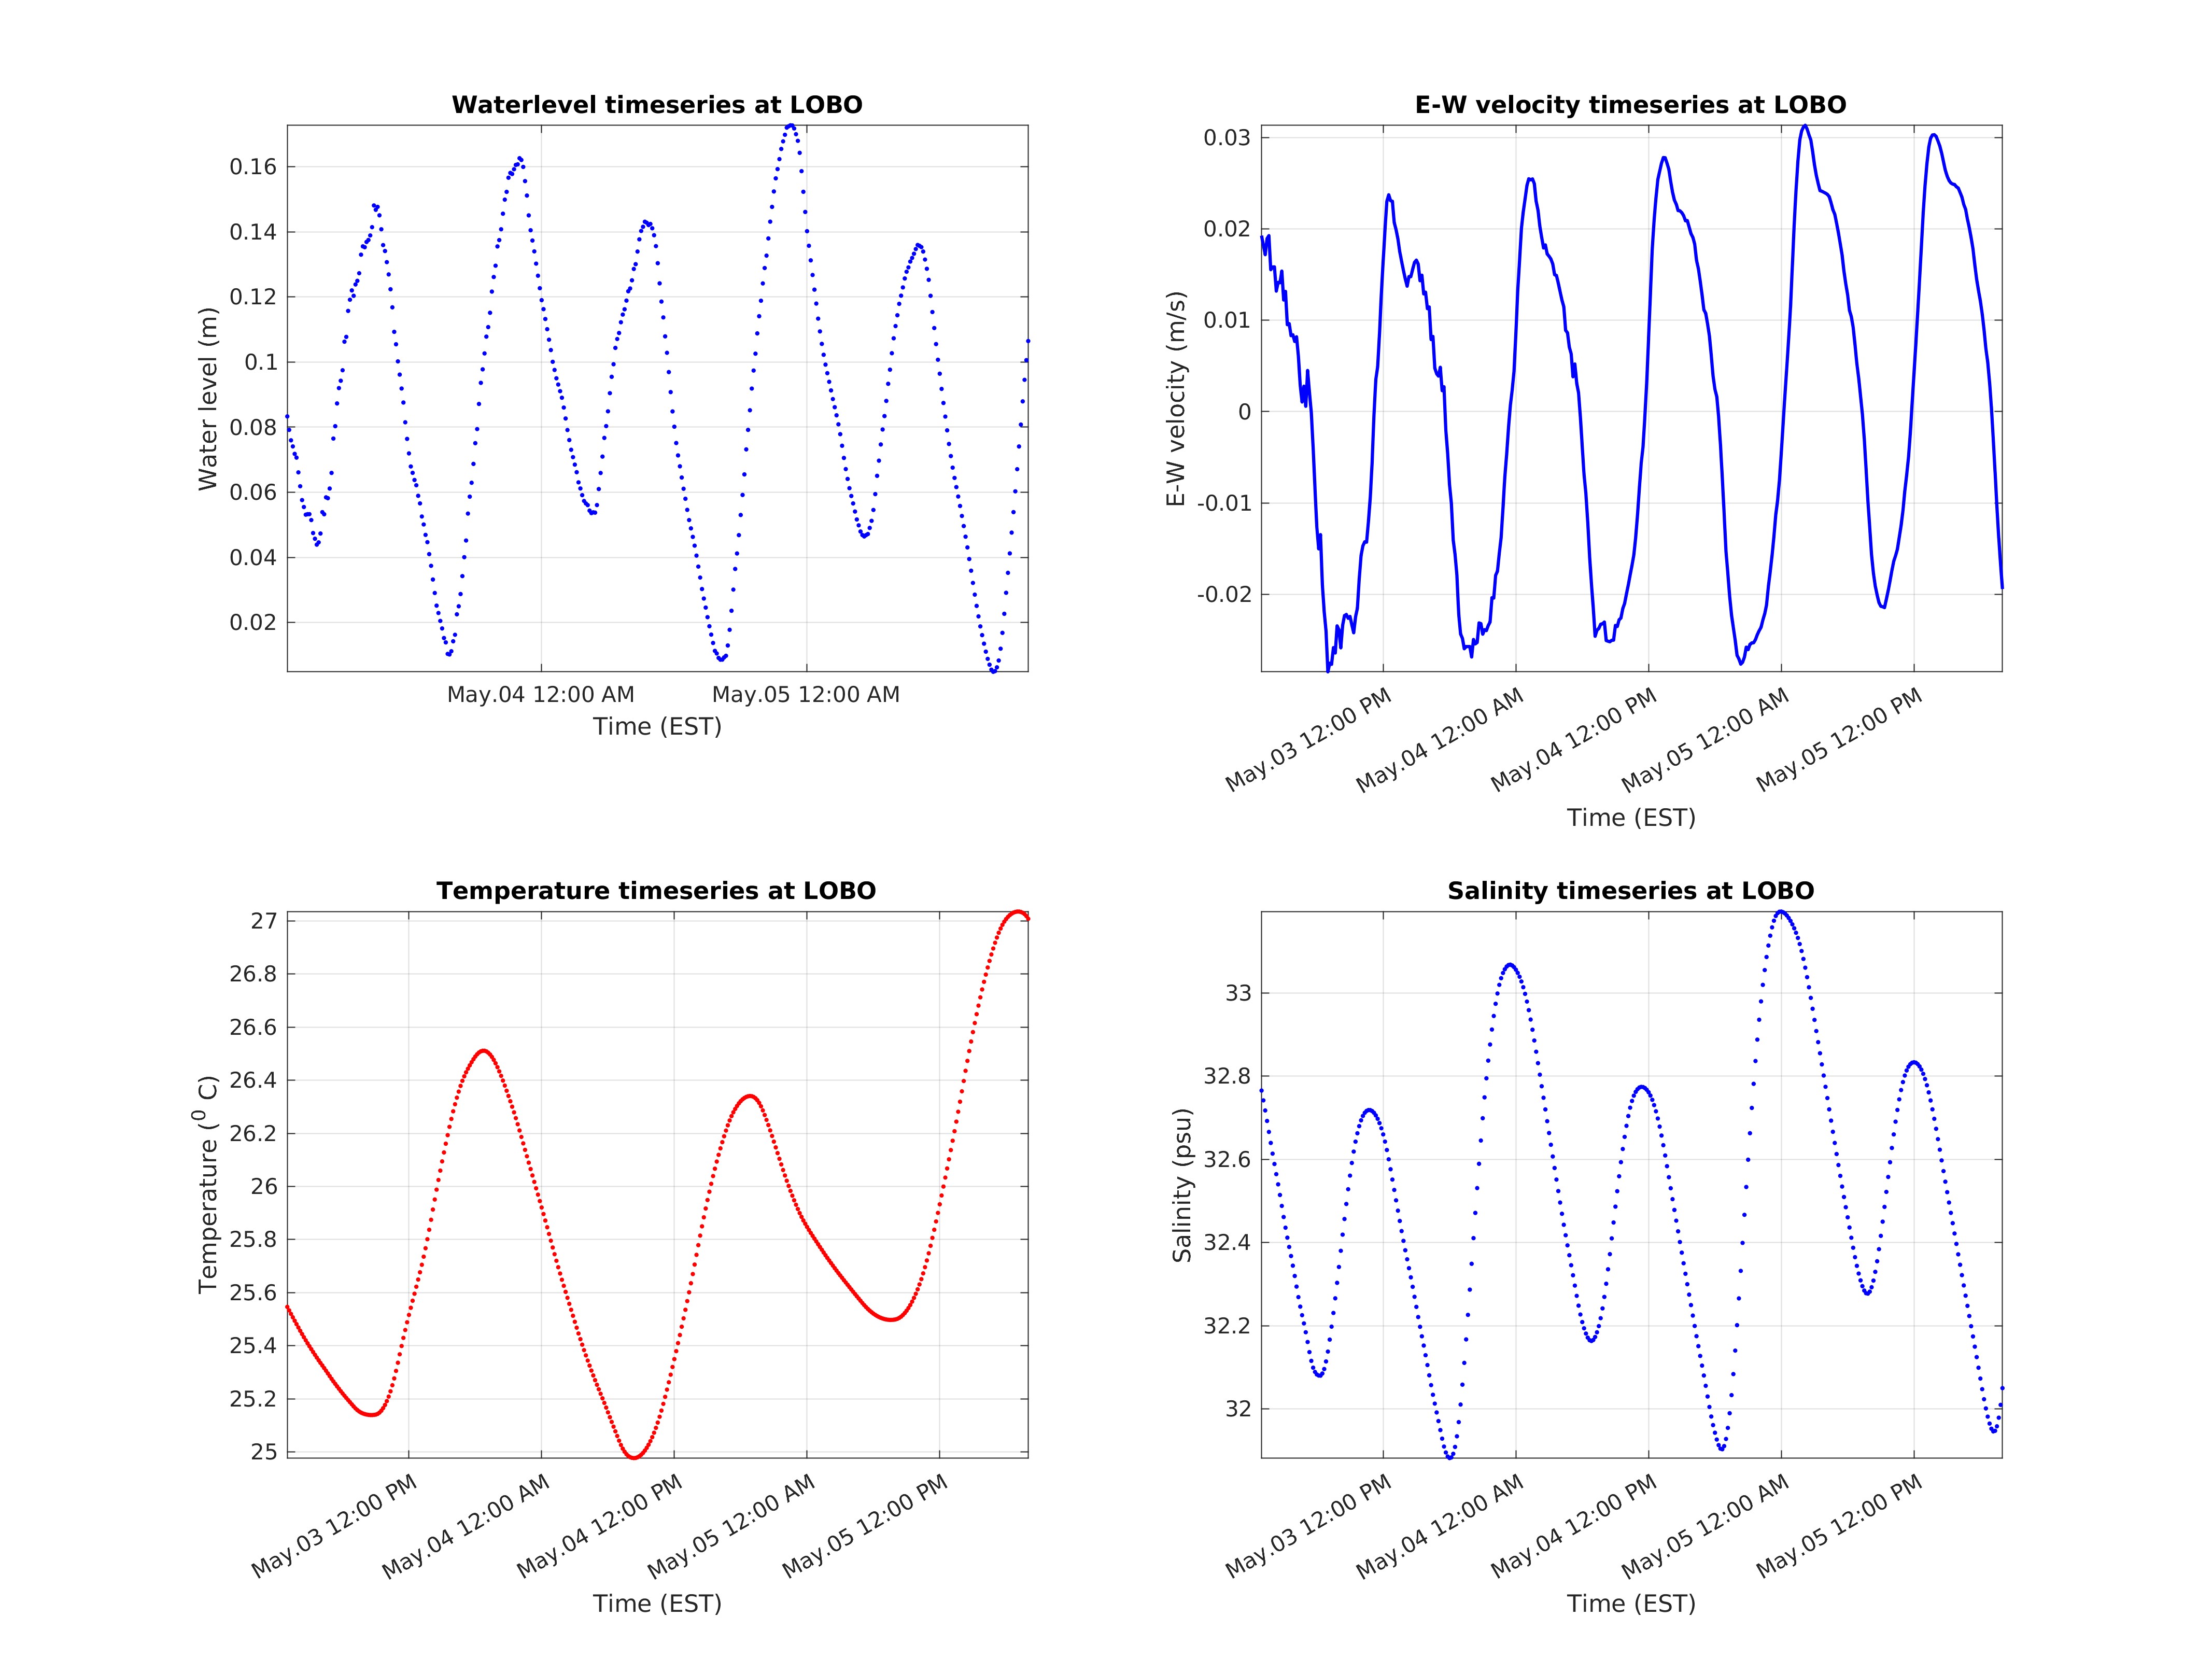 Waterlevel timeseries at LOBO
0.16
0.14
0.12
0.1
0.08
0.06
0.04
0.02
Water level (m)
May.04 12:00 AM
May.05 12:00 AM
Time (EST)
E-W velocity timeseries at LOBO
0.03
0.02
0.01
0
-0.01
-0.02
E-W velocity (m/s)
May.03 12:00 PM
May.04 12:00 AM
May.04 12:00 PM
May.05 12:00 AM
May.05 12:00 PM
Time (EST)
Temperature timeseries at LOBO
27
26.8
26.6
26.4
26.2
26
25.8
25.6
25.4
25.2
25
Temperature (⁰ C)
May.03 12:00 PM
May.04 12:00 AM
May.04 12:00 PM
May.05 12:00 AM
May.05 12:00 PM
Time (EST)
Salinity timeseries at LOBO
33
32.8
32.6
32.4
32.2
32
Salinity (psu)
May.03 12:00 PM
May.04 12:00 AM
May.04 12:00 PM
May.05 12:00 AM
May.05 12:00 PM
Time (EST)